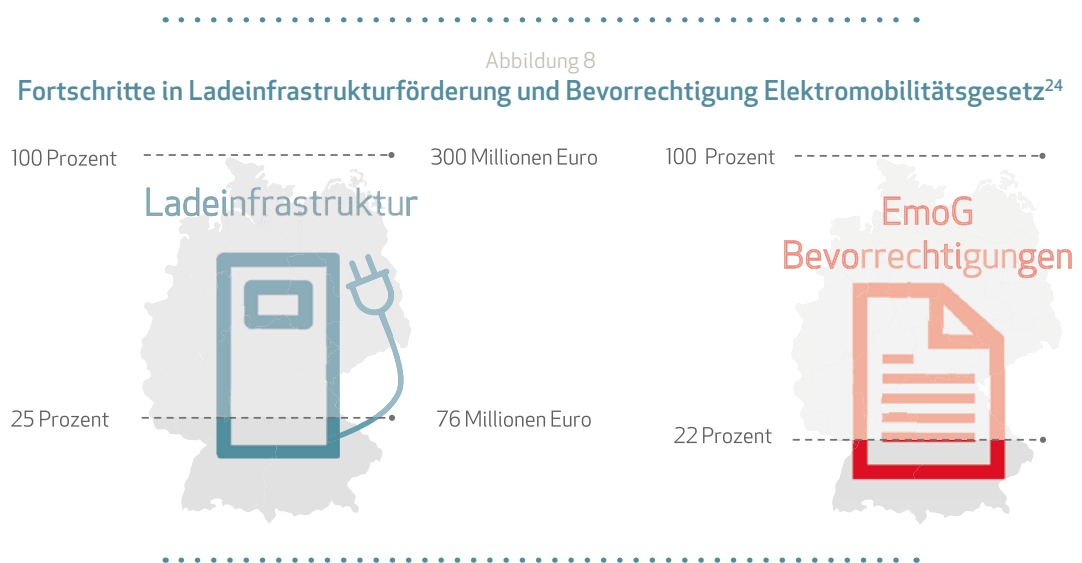 Abbildung 8
Fortschritte in Ladeinfrastrukturförderung und Bevorrechtigung Elektromobilitätsgesetz24
100 Prozent
300 Millionen Euro
Ladeinfrastruktur
25 Prozent
76 Millionen Euro
100 Prozent
EmoG
Bevorrechtigungen
22 Prozent